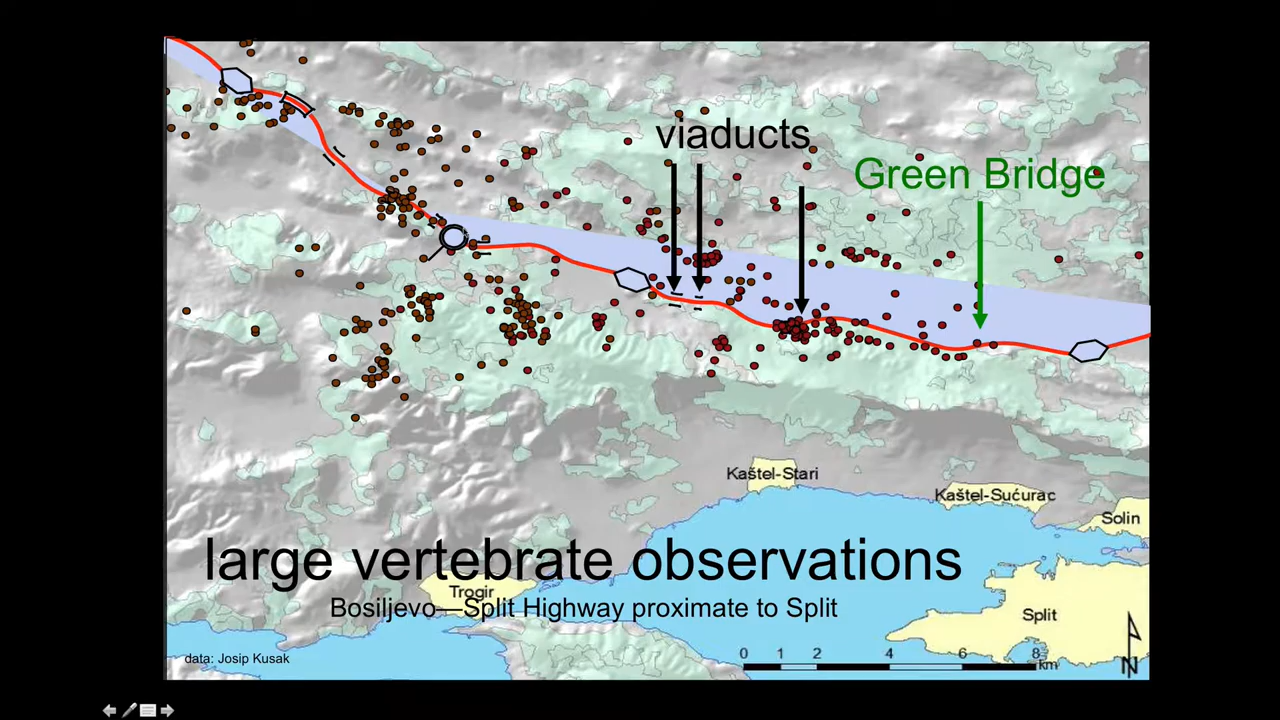 viaducts
Green Bridge
Kaštel-Stari
Kaštel-Sućurac
Solin
large vertebrate observations
Trogir
Bosiljevo—Split Highway proximate to Split
Split
data: Josip Kusak
0 1 2 4 6 8
km
N